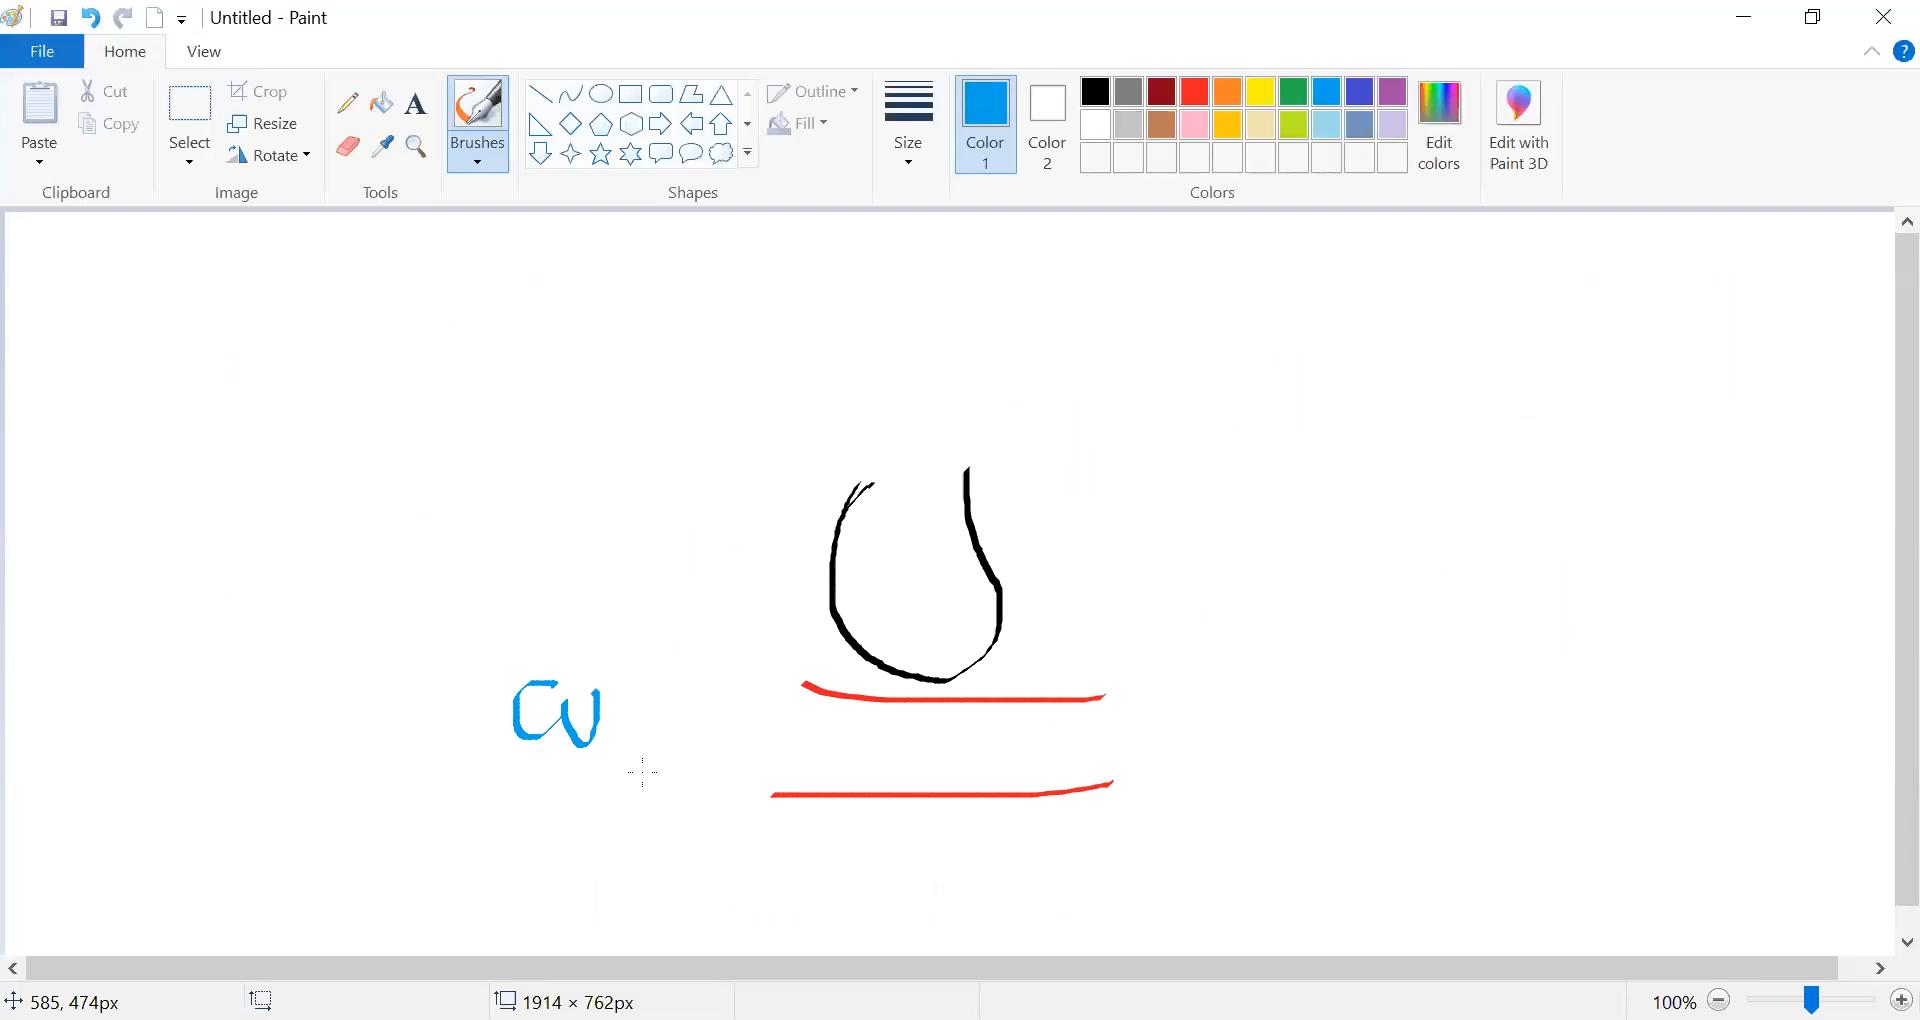 Untitled - Paint
File Home View
Paste
Cut
Copy
Clipboard
Select
Crop
Resize
Rotate
Image
Tools
Brushes
Shapes
Outline
Fill
Size
Color 1
Color 2
Colors
Edit colors
Edit with Paint 3D
585, 474px
1914 × 762px
100%